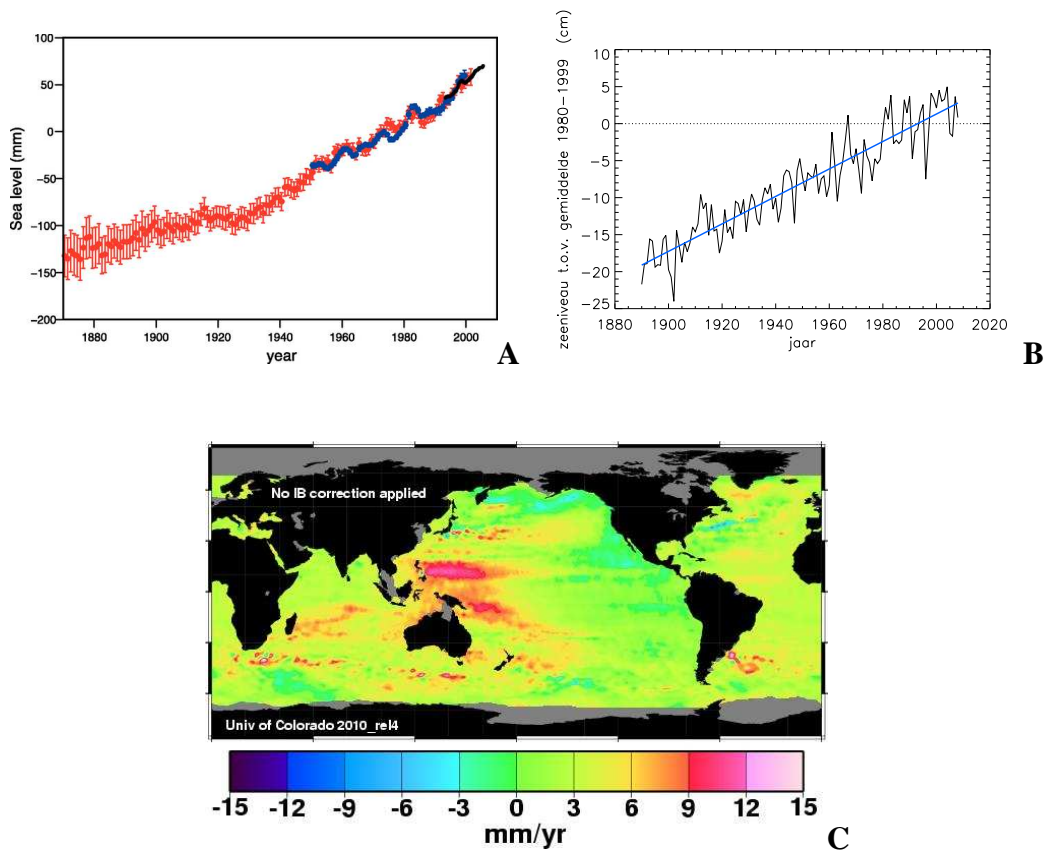 100
50
0
−50
−100
−150
−200
Sea level (mm)
1880 1900 1920 1940 1960 1980 2000
year
A
10
5
0
−5
−10
−15
−20
−25
zeeniveau t.o.v. gemiddelde 1980−1999 (cm)
1880 1900 1920 1940 1960 1980 2000 2020
jaar
B
No IB correction applied
Univ of Colorado 2010_rel4
-15 -12 -9 -6 -3 0 3 6 9 12 15
mm/yr
C